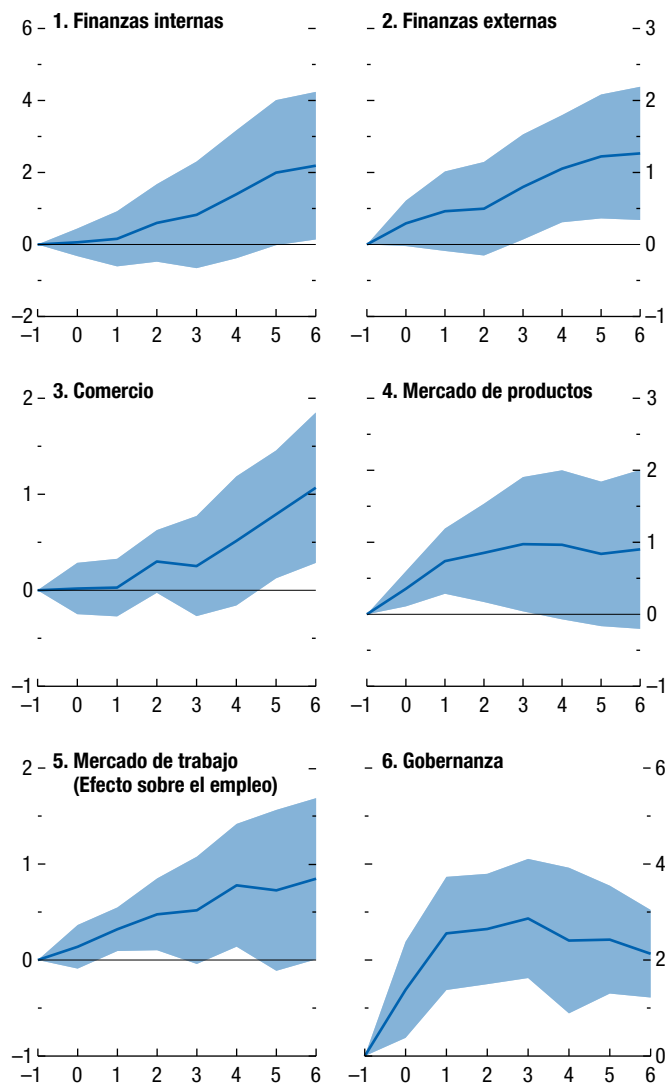 1. Finanzas internas
6
4
2
0
–2
–1 0 1 2 3 4 5 6
2. Finanzas externas
3
2
1
0
–1
–1 0 1 2 3 4 5 6
3. Comercio
2
1
0
–1
–1 0 1 2 3 4 5 6
4. Mercado de productos
3
2
1
0
–1
–1 0 1 2 3 4 5 6
5. Mercado de trabajo
(Efecto sobre el empleo)
2
1
0
–1
–1 0 1 2 3 4 5 6
6. Gobernanza
6
4
2
0
–1 0 1 2 3 4 5 6